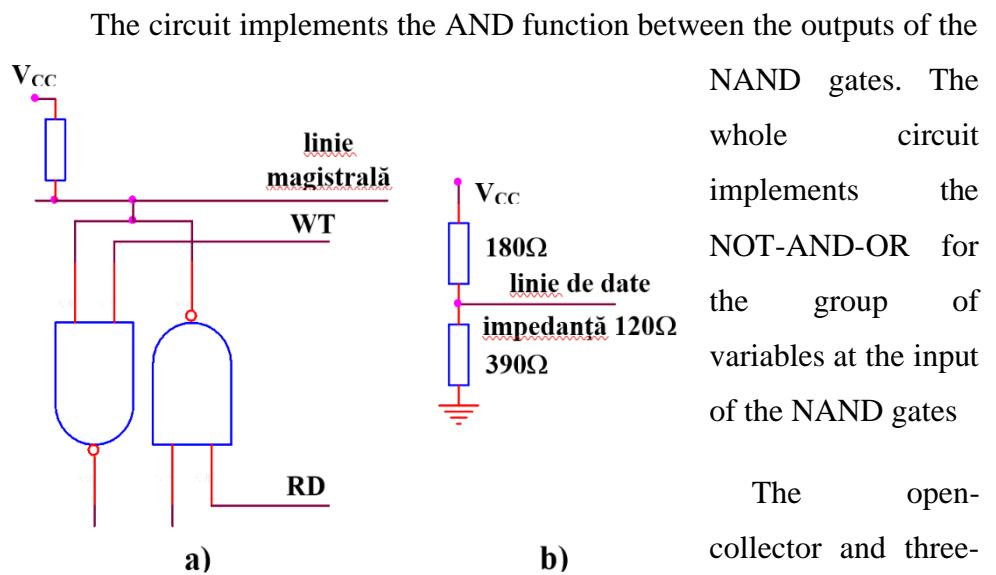 The circuit implements the AND function between the outputs of the
NAND gates. The
whole circuit
implements the
NOT-AND-OR for
the group of
variables at the input
of the NAND gates
The open-
collector and three-
VCC
linie
magistrală
WT
RD
a)
VCC
180Ω
linie de date
impedanță 120Ω
390Ω
b)